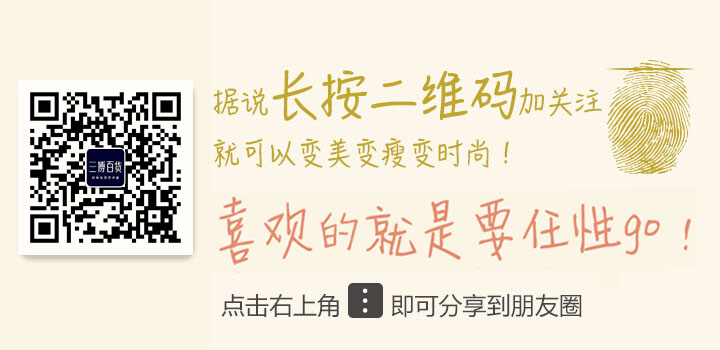 三博百货
据说长按二维码加关注
就可以变美变瘦变时尚！
喜欢的就是要任性go！
点击右上角 即可分享到朋友圈